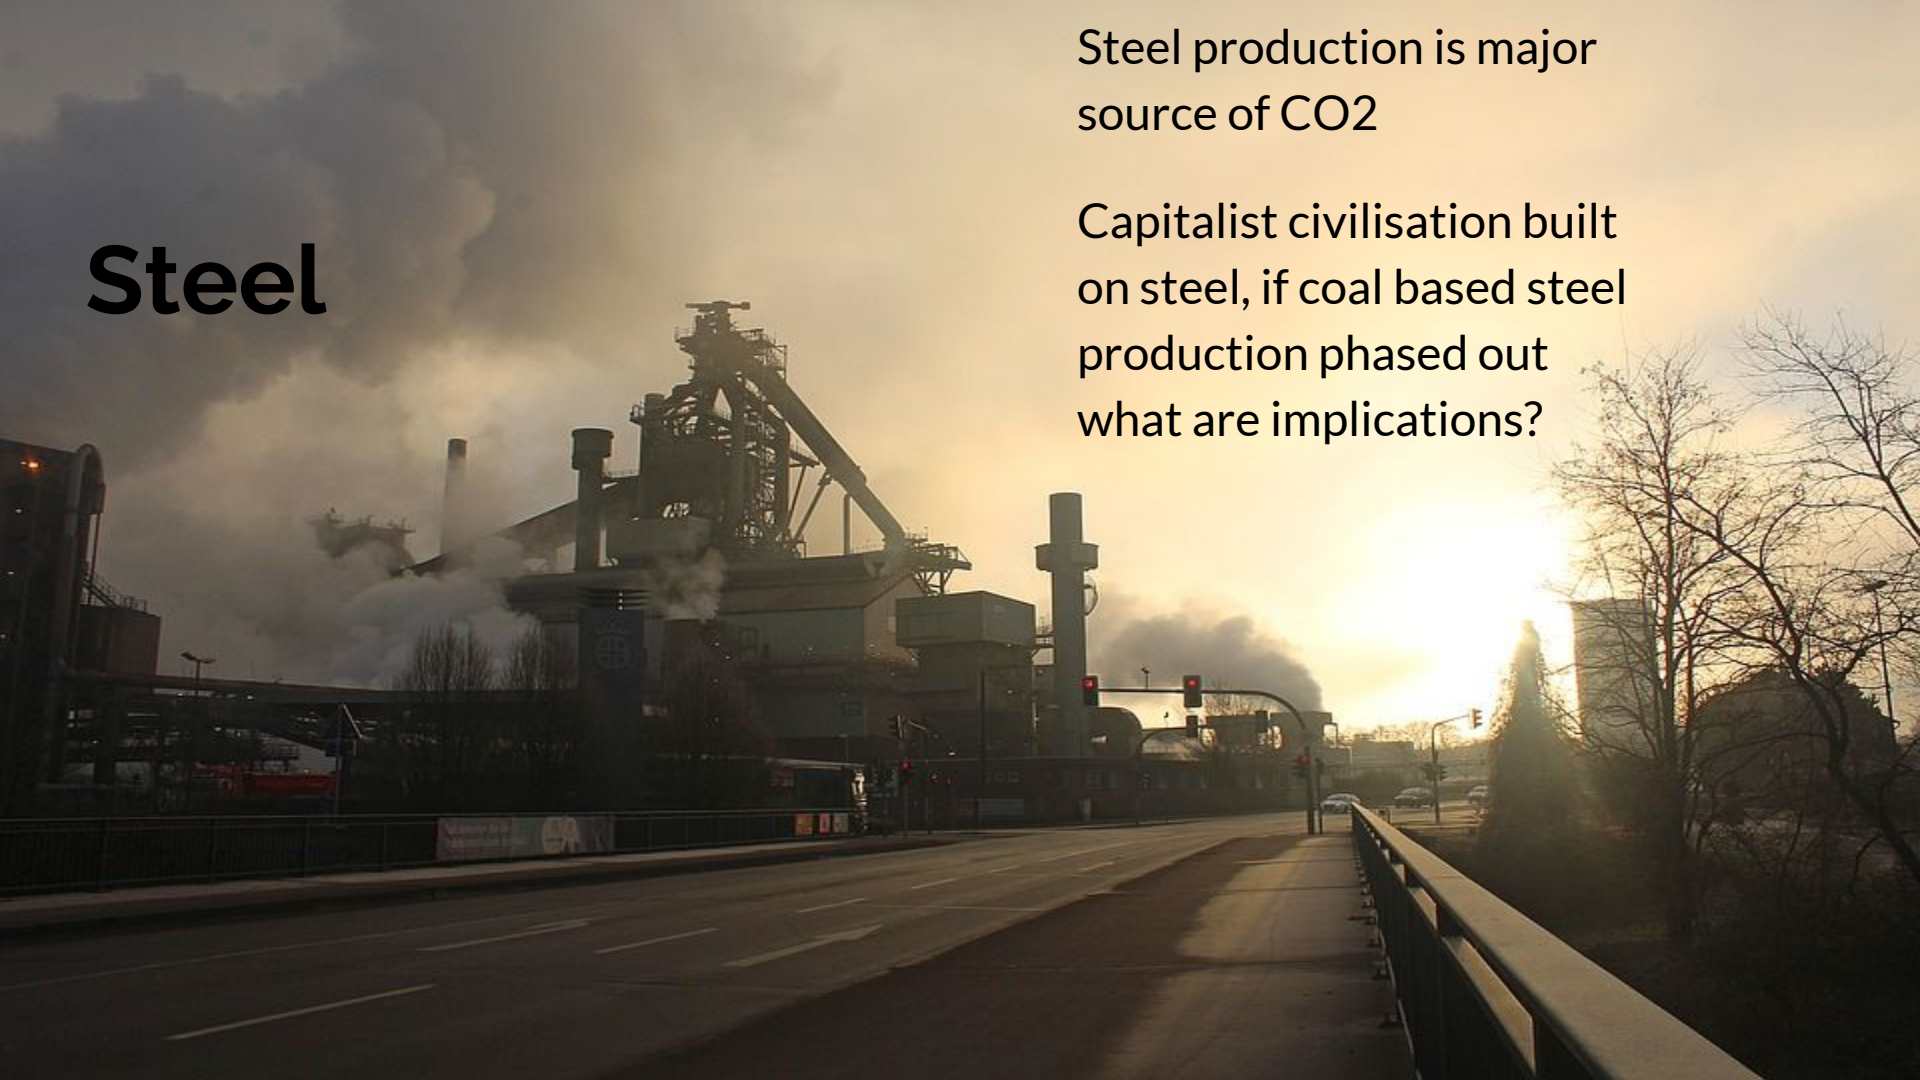 Steel
Steel production is major
source of CO2
Capitalist civilisation built
on steel, if coal based steel
production phased out
what are implications?